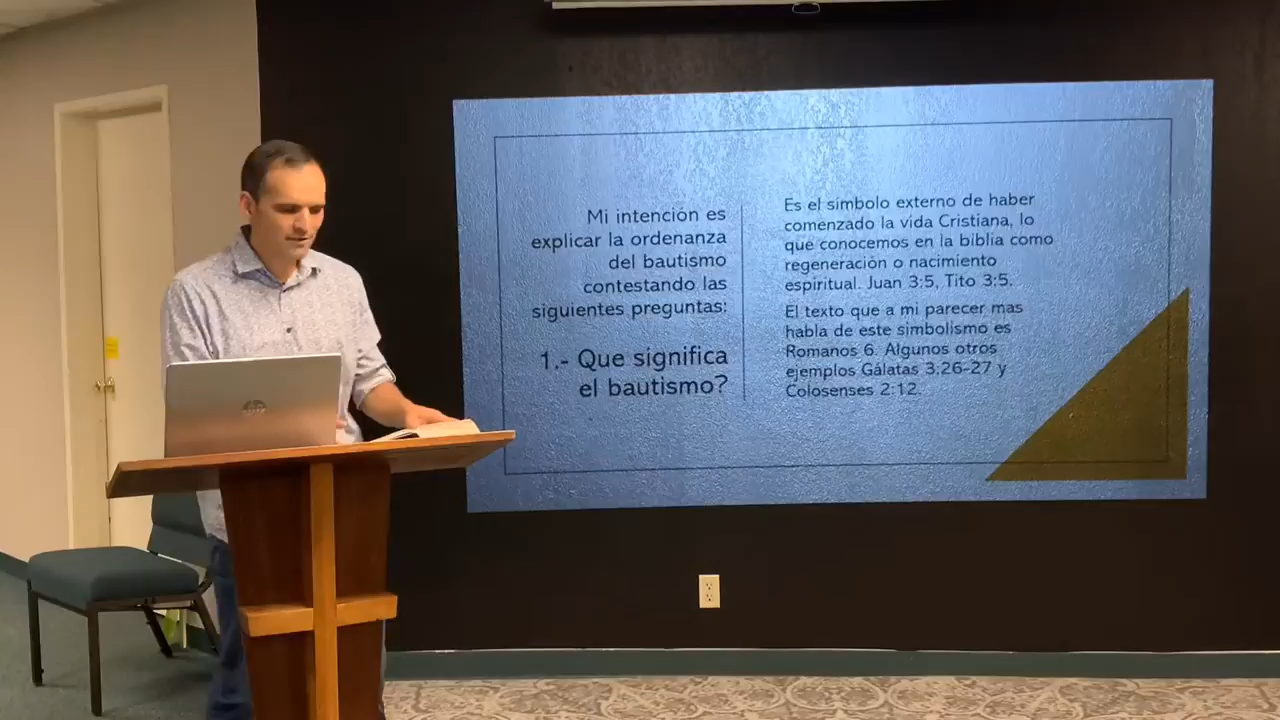 Mi intención es
explicar la ordenanza
del bautismo
contestando las
siguientes preguntas:
1.- Que significa
el bautismo?
Es el símbolo externo de haber
comenzado la vida Cristiana, lo
que conocemos en la biblia como
regeneración o nacimiento
espiritual. Juan 3:5, Tito 3:5.
El texto que a mi parecer mas
habla de este simbolismo es
Romanos 6. Algunos otros
ejemplos Gálatas 3:26-27 y
Colosenses 2:12.
hp